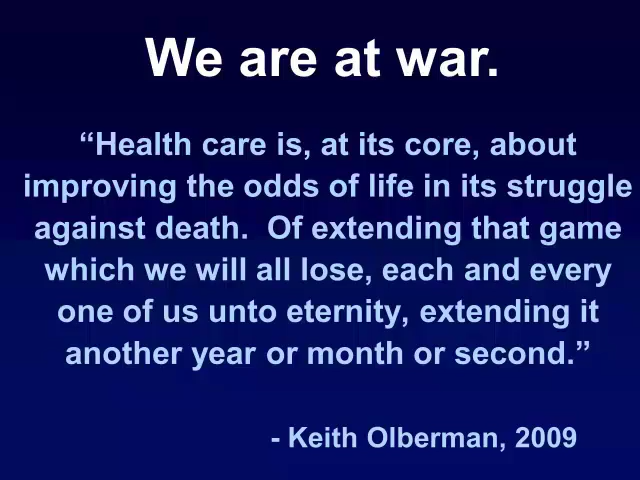 We are at war.
“Health care is, at its core, about
improving the odds of life in its struggle
against death.  Of extending that game
which we will all lose, each and every
one of us unto eternity, extending it
another year or month or second.”
- Keith Olberman, 2009